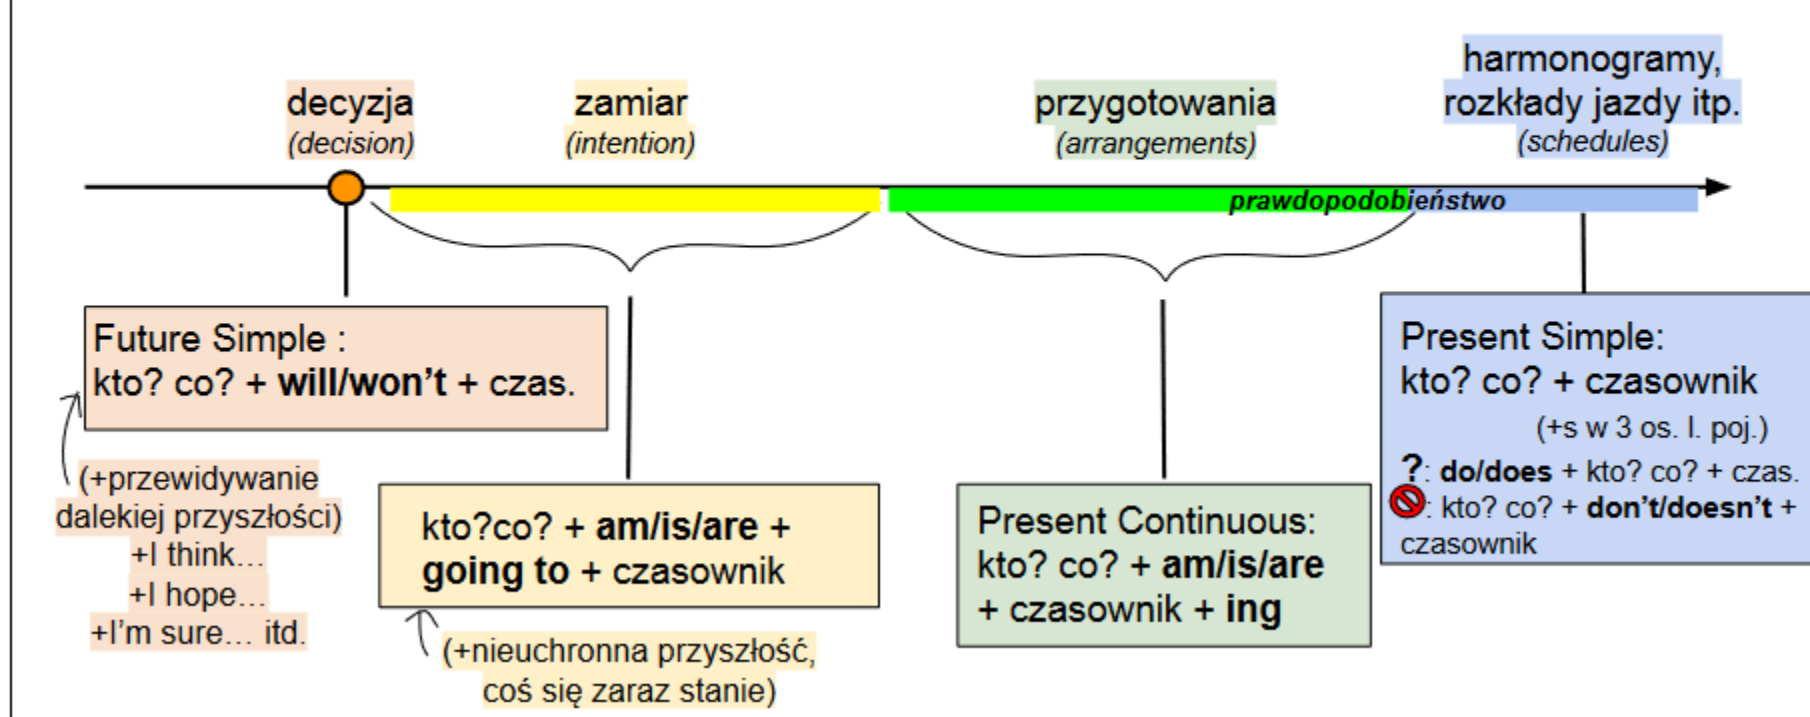 decyzja
(decision)
zamiar
(intention)
przygotowania
(arrangements)
harmonogramy,
rozkłady jazdy itp.
(schedules)
prawdopodobieństwo
Future Simple :
kto? co? + will/won't + czas.
(+przewidywanie
dalekiej przyszłości)
+I think...
+I hope...
+I'm sure... itd.
kto?co? + am/is/are +
going to + czasownik
(+nieuchronna przyszłość,
coś się zaraz stanie)
Present Continuous:
kto? co? + am/is/are
+ czasownik + ing
Present Simple:
kto? co? + czasownik
(+s w 3 os. l. poj.)
?: do/does + kto? co? + czas.
: kto? co? + don't/doesn't +
czasownik